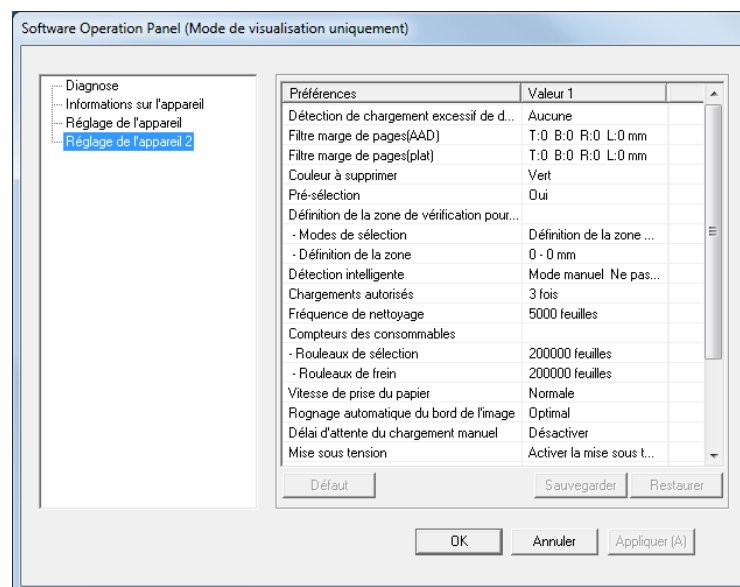 Software Operation Panel (Mode de visualisation uniquement)
Diagnose
Informations sur l'appareil
Réglage de l'appareil
Réglage de l'appareil 2
Préférences Valeur 1
Détection de chargement excessif de d... Aucune
Filtre marge de pages(AAD) T:0 B:0 R:0 L:0 mm
Filtre marge de pages(plat) T:0 B:0 R:0 L:0 mm
Couleur à supprimer Vert
Pré-sélection Oui
Définition de la zone de vérification pour...
- Modes de sélection Définition de la zone ...
- Définition de la zone 0 - 0 mm
Détection intelligente Mode manuel Ne pas...
Chargements autorisés 3 fois
Fréquence de nettoyage 5000 feuilles
Compteurs des consommables
- Rouleaux de sélection 200000 feuilles
- Rouleaux de frein 200000 feuilles
Vitesse de prise du papier Normale
Rognage automatique du bord de l'image Optimal
Délai d'attente du chargement manuel Désactiver
Mise sous tension Activer la mise sous t...
Défaut Sauvegarder Restaurer
OK Annuler Appliquer (A)